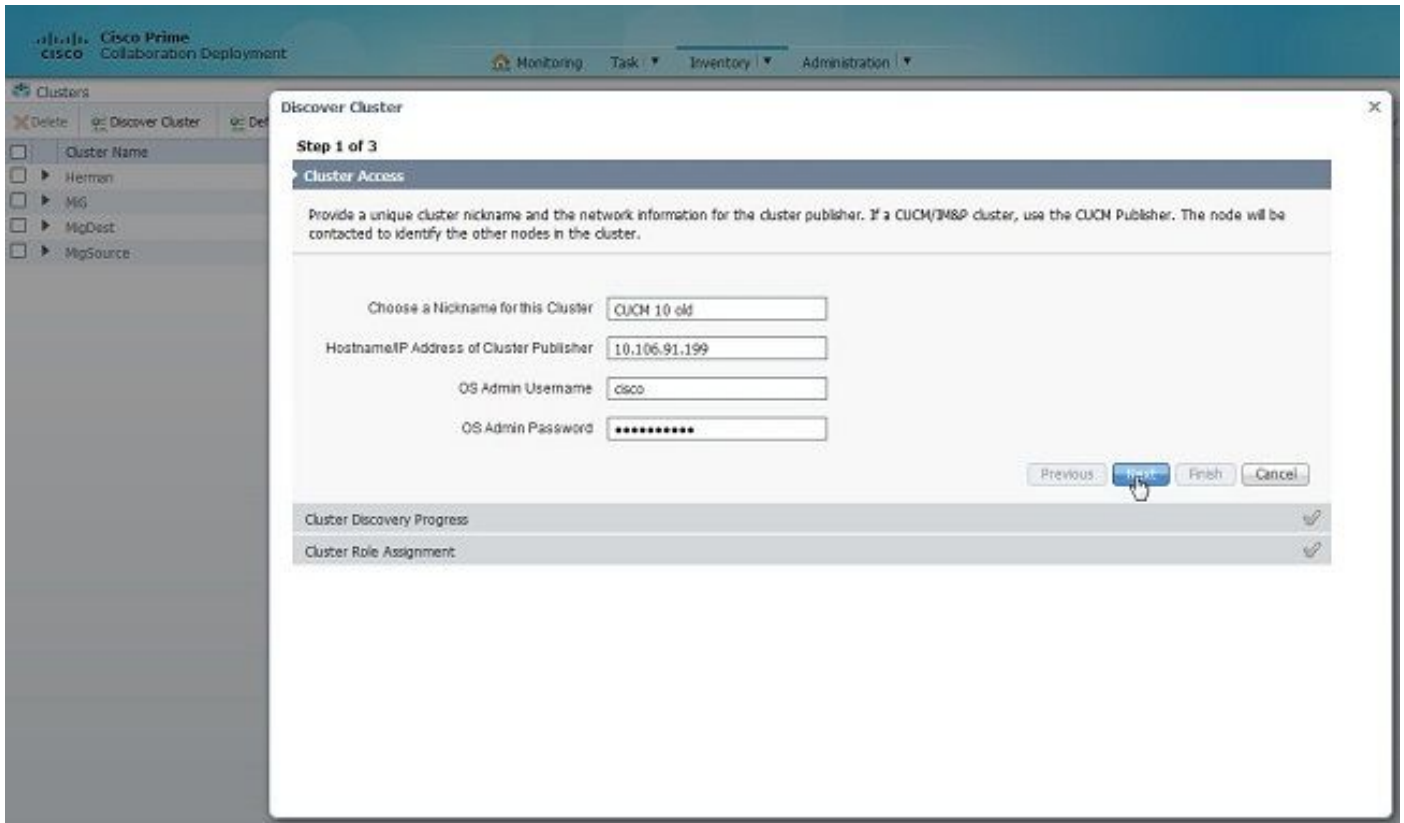 cisco
Cisco Prime
Collaboration Deployment
Monitoring Task Inventory Administration
Clusters
Delete Discover Cluster Def
Cluster Name
Herman
MiG
MigDest
MigSource
Discover Cluster
Step 1 of 3
Cluster Access
Provide a unique cluster nickname and the network information for the cluster publisher. If a CUCM/IM&P cluster, use the CUCM Publisher. The node will be
contacted to identify the other nodes in the cluster.
Choose a Nickname for this Cluster CUCM 10 old
Hostname/IP Address of Cluster Publisher 10.106.91.199
OS Admin Username cisco
OS Admin Password ••••••••••
Previous Next Finish Cancel
Cluster Discovery Progress
Cluster Role Assignment